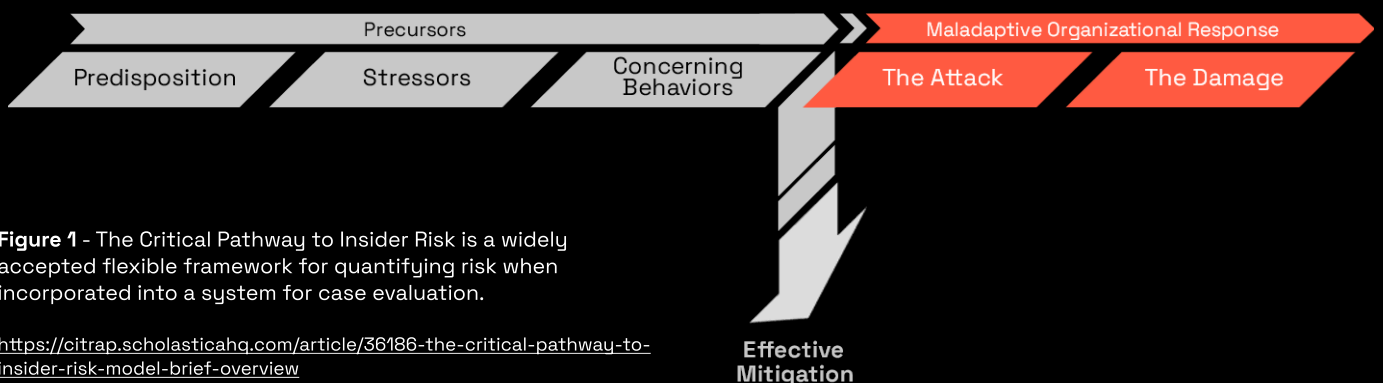 Precursors
Maladaptive Organizational Response
Predisposition
Stressors
Concerning
Behaviors
The Attack
The Damage
Figure 1 - The Critical Pathway to Insider Risk is a widely
accepted flexible framework for quantifying risk when
incorporated into a system for case evaluation.
https://citrap.scholasticahq.com/article/36186-the-critical-pathway-to-
insider-risk-model-brief-overview
Effective
Mitigation